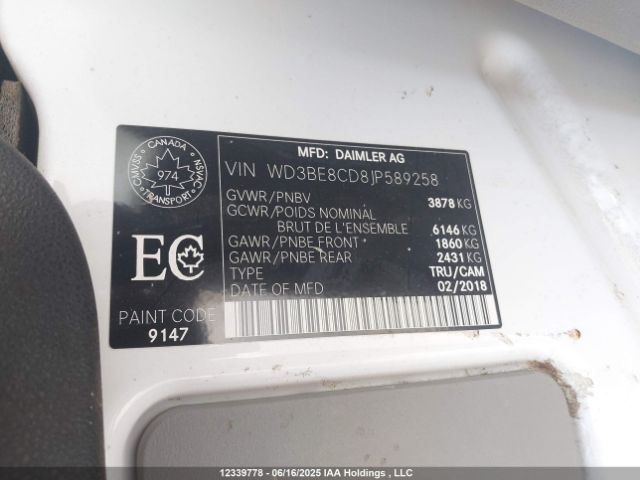 CANADA
CMVSS
974
NSVAC
TRANSPORT
MFD: DAIMLER AG
VIN WD3BE8CD8JP589258
GVWR/PNBV 3878 KG
GCWR/POIDS NOMINAL
BRUT DE L'ENSEMBLE 6146 KG
GAWR/PNBE FRONT 1860 KG
GAWR/PNBE REAR 2431 KG
TYPE TRU/CAM
DATE OF MFD 02/2018
EC
PAINT CODE
9147
12339778 - 06/16/2025 IAA Holdings , LLC